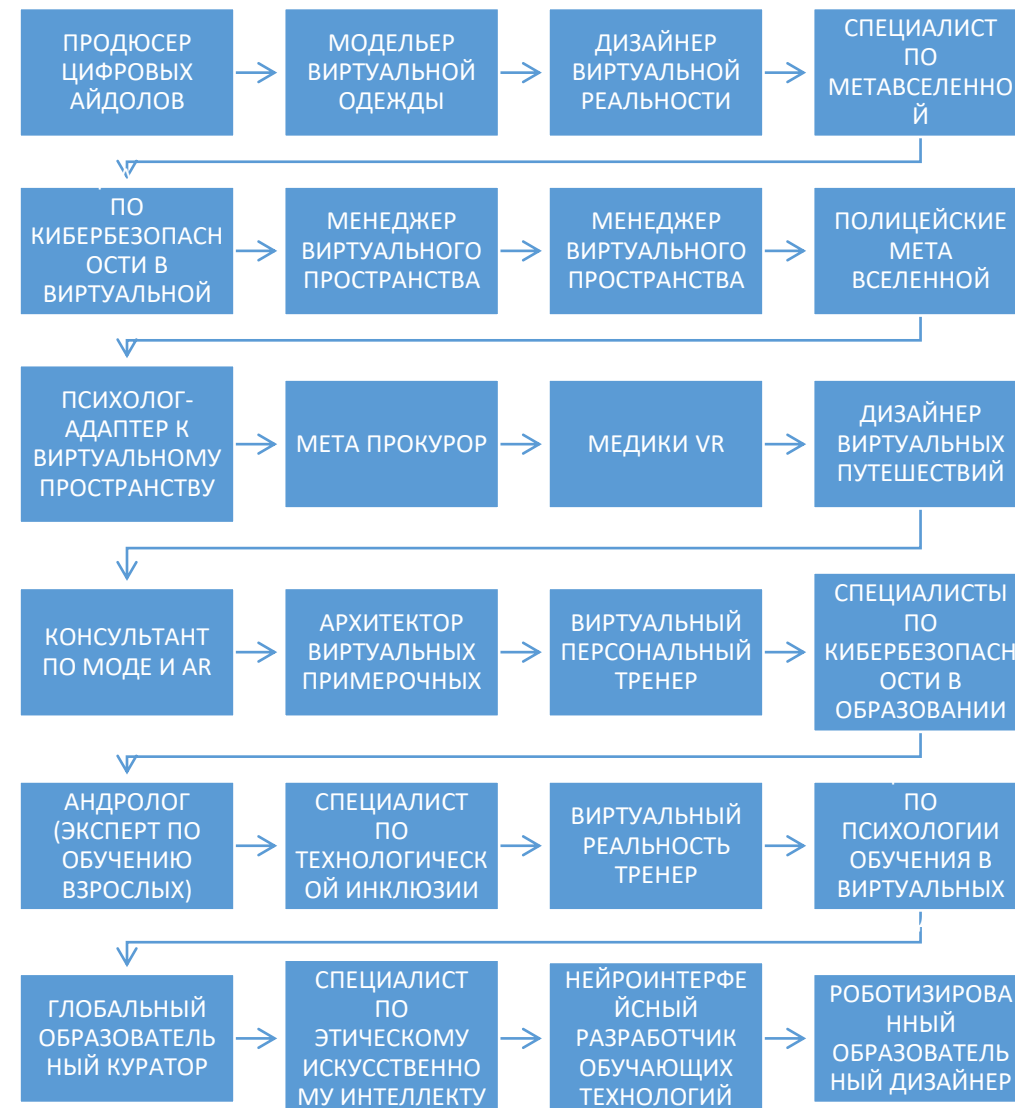 ПРОДЮСЕР
ЦИФРОВЫХ
АЙДОЛОВ
МОДЕЛЬЕР
ВИРТУАЛЬНОЙ
ОДЕЖДЫ
ДИЗАЙНЕР
ВИРТУАЛЬНОЙ
РЕАЛЬНОСТИ
СПЕЦИАЛИСТ
ПО
МЕТАВСЕЛЕННО
Й
ПО
КИБЕРБЕЗОПАСН
ОСТИ В
ВИРТУАЛЬНОЙ
МЕНЕДЖЕР
ВИРТУАЛЬНОГО
ПРОСТРАНСТВА
МЕНЕДЖЕР
ВИРТУАЛЬНОГО
ПРОСТРАНСТВА
ПОЛИЦЕЙСКИЕ
МЕТА
ВСЕЛЕННОЙ
ПСИХОЛОГ-
АДАПТЕР К
ВИРТУАЛЬНОМУ
ПРОСТРАНСТВУ
МЕТА ПРОКУРОР
МЕДИКИ VR
ДИЗАЙНЕР
ВИРТУАЛЬНЫХ
ПУТЕШЕСТВИЙ
КОНСУЛЬТАНТ
ПО МОДЕ И AR
АРХИТЕКТОР
ВИРТУАЛЬНЫХ
ПРИМЕРОЧНЫХ
ВИРТУАЛЬНЫЙ
ПЕРСОНАЛЬНЫЙ
ТРЕНЕР
СПЕЦИАЛИСТЫ
ПО
КИБЕРБЕЗОПАСН
ОСТИ В
ОБРАЗОВАНИИ
АНДРОЛОГ
(ЭКСПЕРТ ПО
ОБУЧЕНИЮ
ВЗРОСЛЫХ)
СПЕЦИАЛИСТ
ПО
ТЕХНОЛОГИЧЕСК
ОЙ ИНКЛЮЗИИ
ВИРТУАЛЬНЫЙ
РЕАЛЬНОСТЬ
ТРЕНЕР
ПО
ПСИХОЛОГИИ
ОБУЧЕНИЯ В
ВИРТУАЛЬНЫХ
ГЛОБАЛЬНЫЙ
ОБРАЗОВАТЕЛЬ
НЫЙ КУРАТОР
СПЕЦИАЛИСТ
ПО
ЭТИЧЕСКОМУ
ИСКУССТВЕННО
МУ ИНТЕЛЛЕКТУ
НЕЙРОИНТЕРФЕ
ЙСНЫЙ
РАЗРАБОТЧИК
ОБУЧАЮЩИХ
ТЕХНОЛОГИЙ
РОБОТИЗИРОВА
ННЫЙ
ОБРАЗОВАТЕЛЬ
НЫЙ ДИЗАЙНЕР